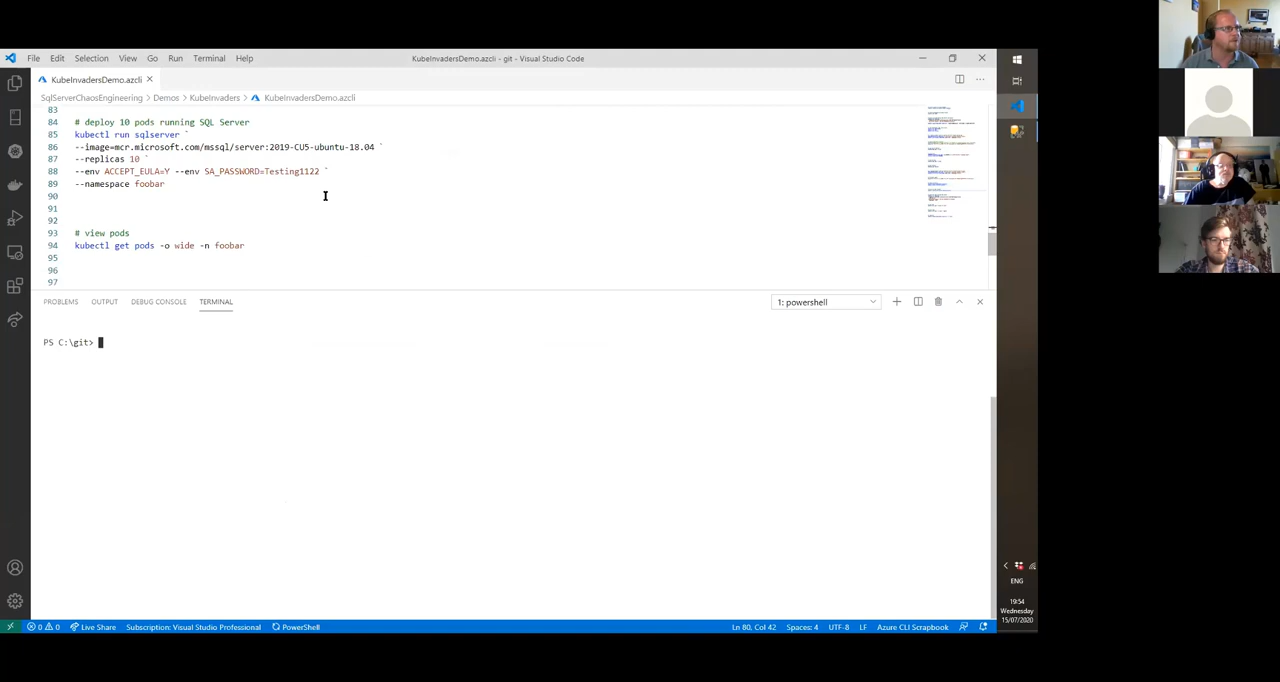 File Edit Selection View Go Run Terminal Help
KubeInvadersDemo.azcli - git - Visual Studio Code
KubeInvadersDemo.azcli
SqlServerChaosEngineering > Demos > KubeInvaders > KubeInvadersDemo.azcli
83
84 # deploy 10 pods running SQL Server
85 kubectl run sqlserver `
86 --image=mcr.microsoft.com/mssql/server:2019-CU5-ubuntu-18.04 `
87 --replicas 10 `
88 --env ACCEPT_EULA=Y --env SA_PASSWORD=Testing1122 `
89 --namespace foobar
90
91
92
93 # view pods
94 kubectl get pods -o wide -n foobar
95
96
97
PROBLEMS OUTPUT DEBUG CONSOLE TERMINAL
1: powershell
PS C:\git>
0 0 Live Share Subscription: Visual Studio Professional PowerShell
Ln 80, Col 42 Spaces: 4 UTF-8 LF Azure CLI Scrapbook
ENG
19:54
Wednesday
15/07/2020